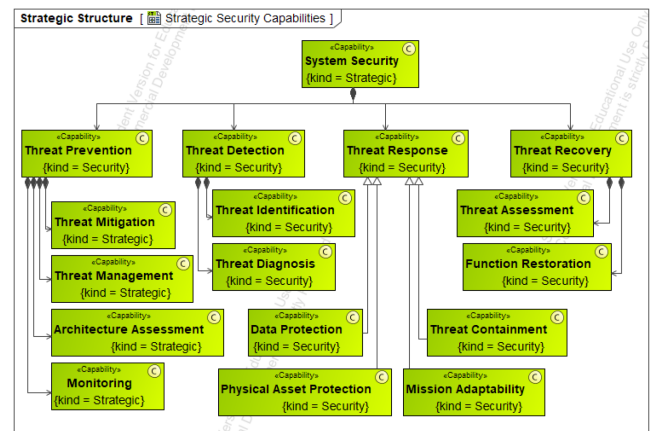 Strategic Structure [ Strategic Security Capabilities ]
«Capability» C
System Security
{kind = Strategic}
«Capability» C
Threat Prevention
{kind = Security}
«Capability» C
Threat Detection
{kind = Security}
«Capability» C
Threat Response
{kind = Security}
«Capability» C
Threat Recovery
{kind = Security}
«Capability» C
Threat Mitigation
{kind = Strategic}
«Capability» C
Threat Identification
{kind = Security}
«Capability» C
Threat Assessment
{kind = Security}
«Capability» C
Threat Management
{kind = Strategic}
«Capability» C
Threat Diagnosis
{kind = Security}
«Capability» C
Function Restoration
{kind = Security}
«Capability» C
Architecture Assessment
{kind = Strategic}
«Capability» C
Data Protection
{kind = Security}
«Capability» C
Threat Containment
{kind = Security}
«Capability» C
Monitoring
{kind = Strategic}
«Capability» C
Physical Asset Protection
{kind = Security}
«Capability» C
Mission Adaptability
{kind = Security}